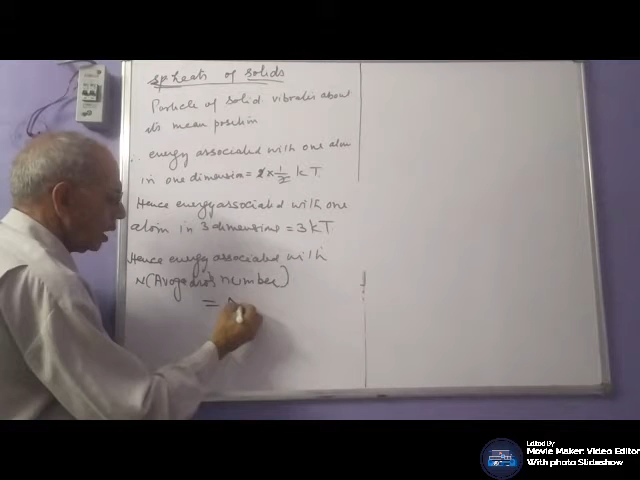 sp heats of solids
Particle of solid vibrates about
its mean position
∴ energy associated with one atom
in one dimension = 2 × 1/2 kT
Hence energy associated with one
atom in 3 dimensions = 3kT
Hence energy associated with
N (Avogadro's number)
=
Edited By
Movie Maker: Video Editor
With photo Slideshow